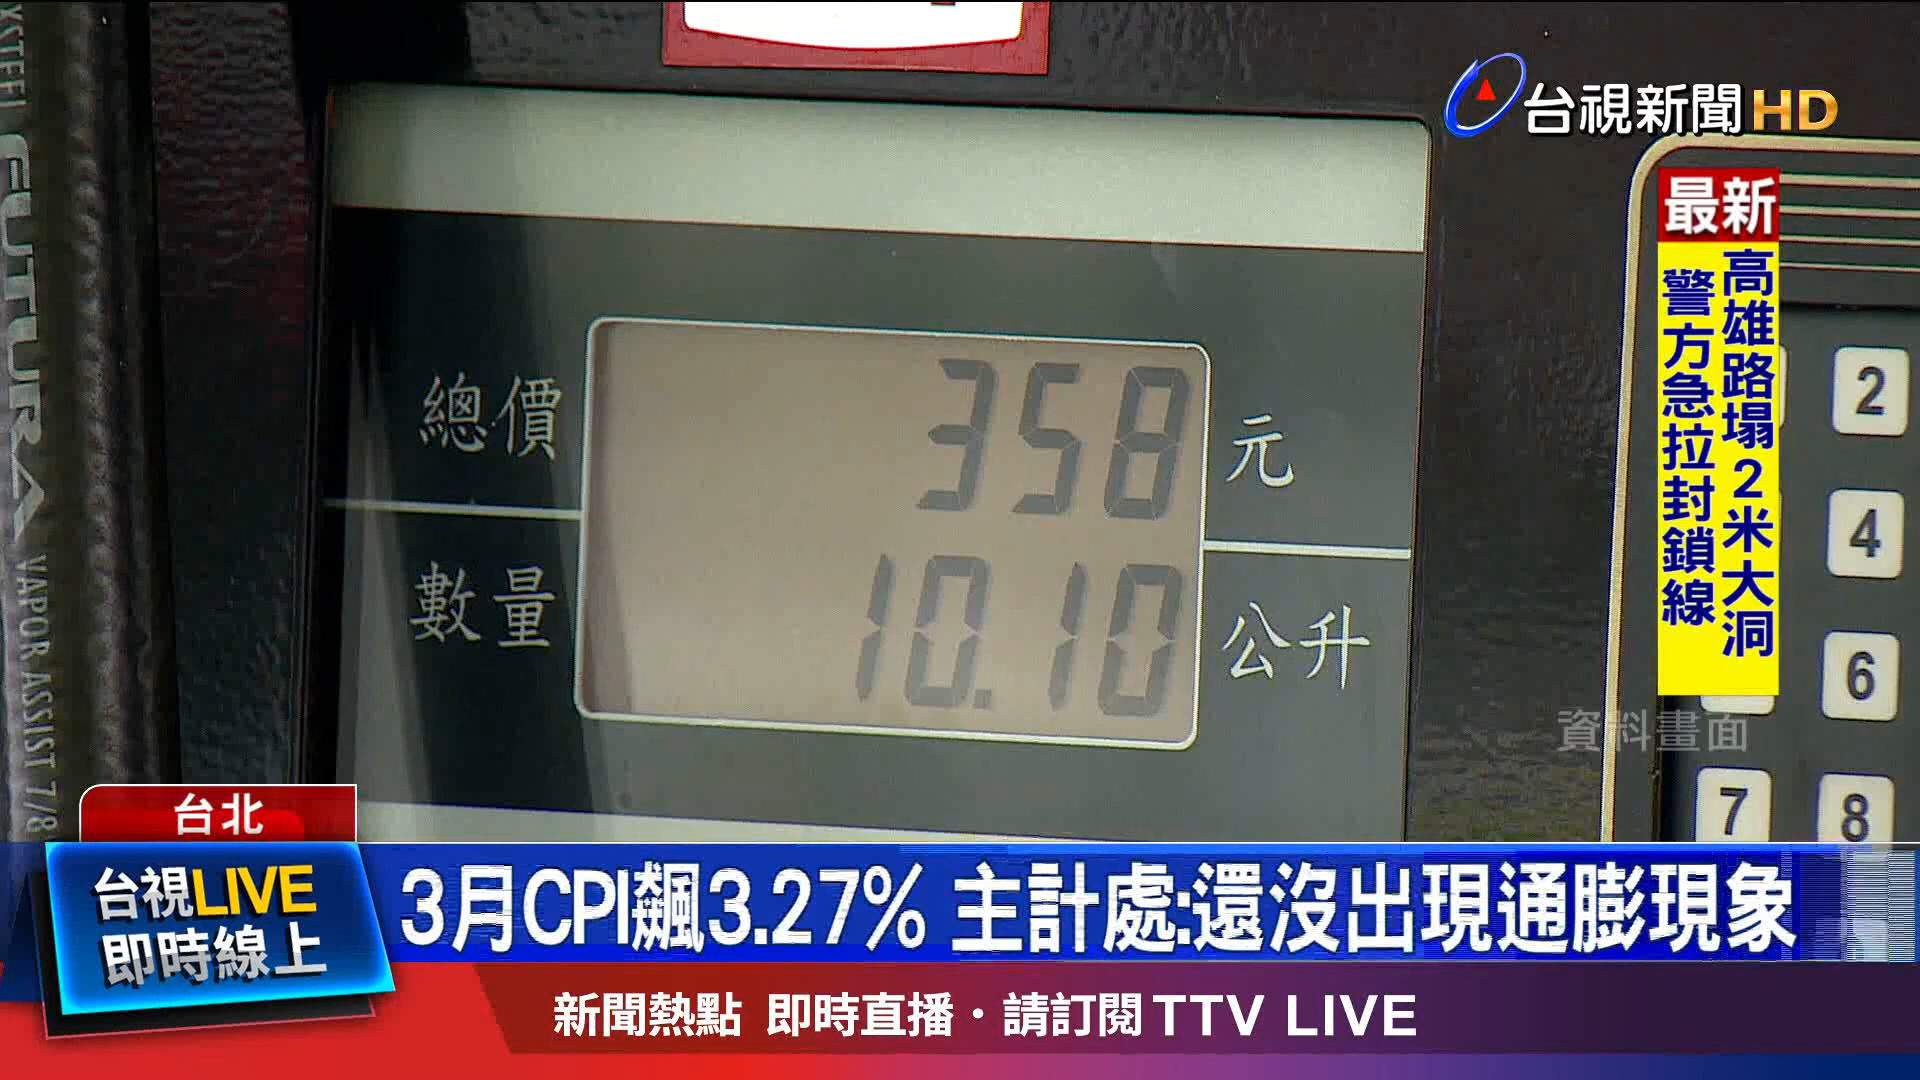 台視新聞HD
最新
高雄路塌2米大洞
警方急拉封鎖線
FUTURA
VAPOR ASSIST 7/8
總價 358 元
數量 10.10 公升
2
4
6
7
8
資料畫面
台北
台視LIVE
即時線上
3月CPI飆3.27% 主計處:還沒出現通膨現象
新聞熱點 即時直播・請訂閱TTV LIVE